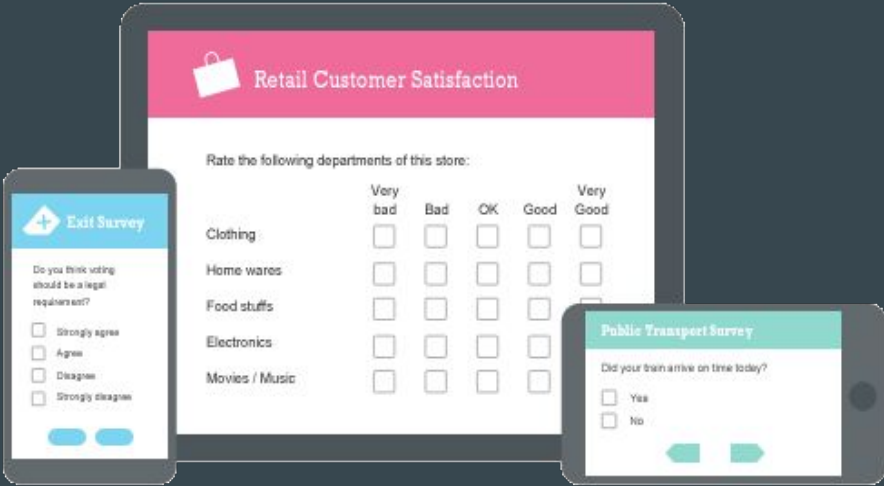 Retail Customer Satisfaction
Rate the following departments of this store:
Very bad Bad OK Good Very Good
Clothing
Home wares
Food stuffs
Electronics
Movies / Music
Exit Survey
Do you think voting
should be a legal
requirement?
Strongly agree
Agree
Disagree
Strongly disagree
Public Transport Survey
Did your train arrive on time today?
Yes
No